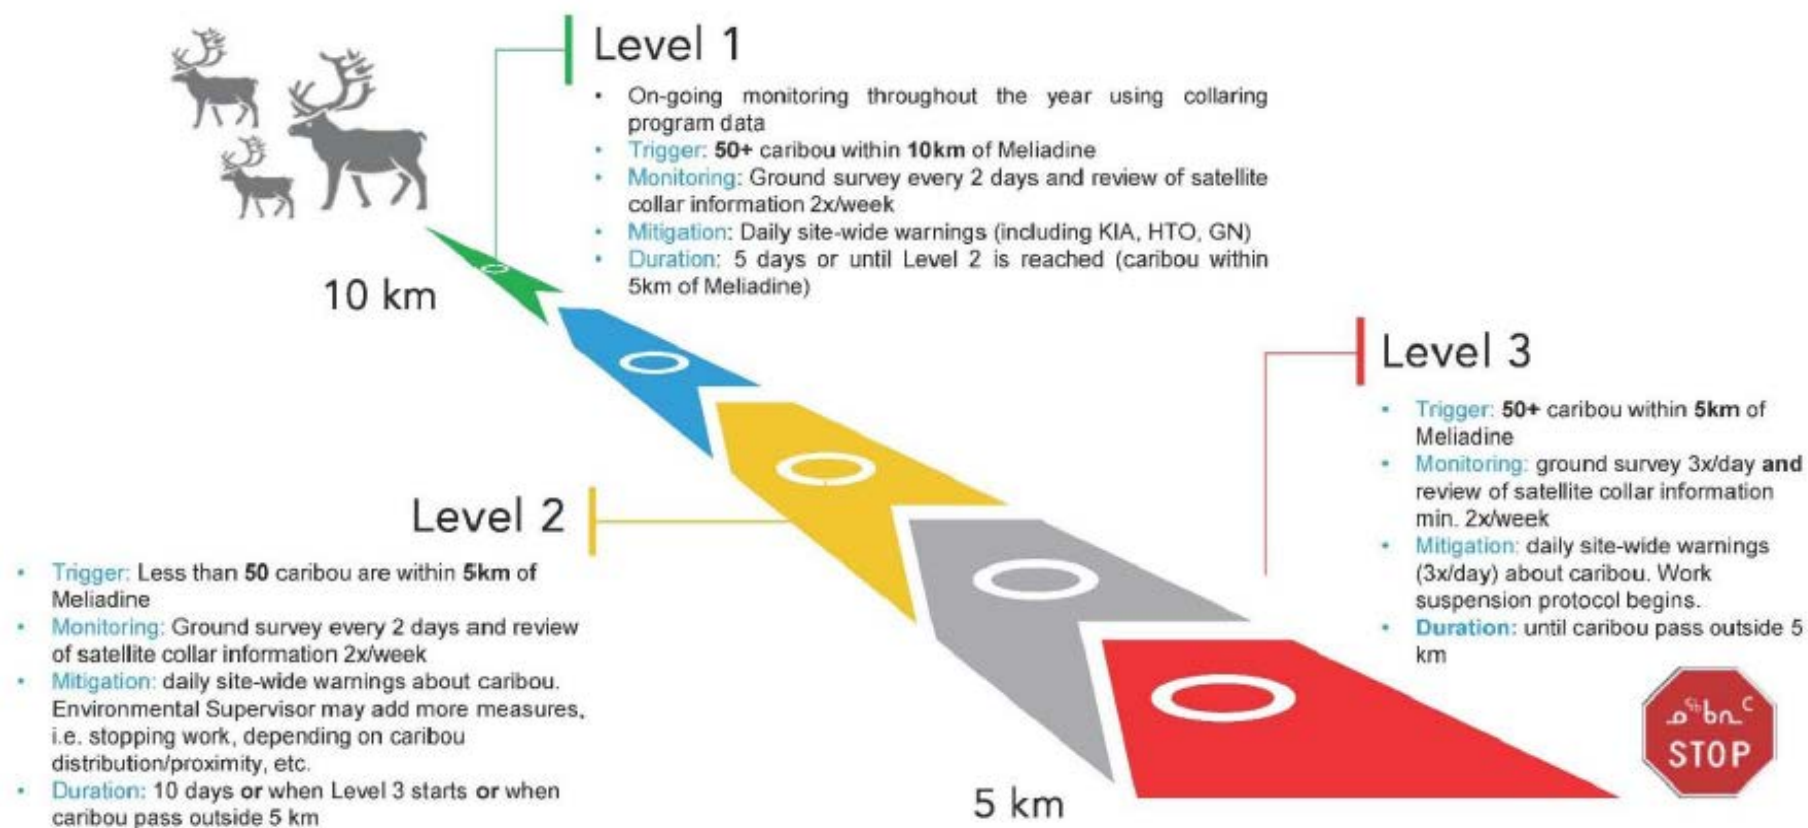 Level 1
• On-going monitoring throughout the year using collaring
program data
• Trigger: 50+ caribou within 10km of Meliadine
• Monitoring: Ground survey every 2 days and review of satellite
collar information 2x/week
• Mitigation: Daily site-wide warnings (including KIA, HTO, GN)
• Duration: 5 days or until Level 2 is reached (caribou within
5km of Meliadine)
10 km
Level 2
• Trigger: Less than 50 caribou are within 5km of
Meliadine
• Monitoring: Ground survey every 2 days and review
of satellite collar information 2x/week
• Mitigation: daily site-wide warnings about caribou.
Environmental Supervisor may add more measures,
i.e. stopping work, depending on caribou
distribution/proximity, etc.
• Duration: 10 days or when Level 3 starts or when
caribou pass outside 5 km
Level 3
• Trigger: 50+ caribou within 5km of
Meliadine
• Monitoring: ground survey 3x/day and
review of satellite collar information
min. 2x/week
• Mitigation: daily site-wide warnings
(3x/day) about caribou. Work
suspension protocol begins.
• Duration: until caribou pass outside 5
km
5 km
ᓄᖃᕆᑦ
STOP